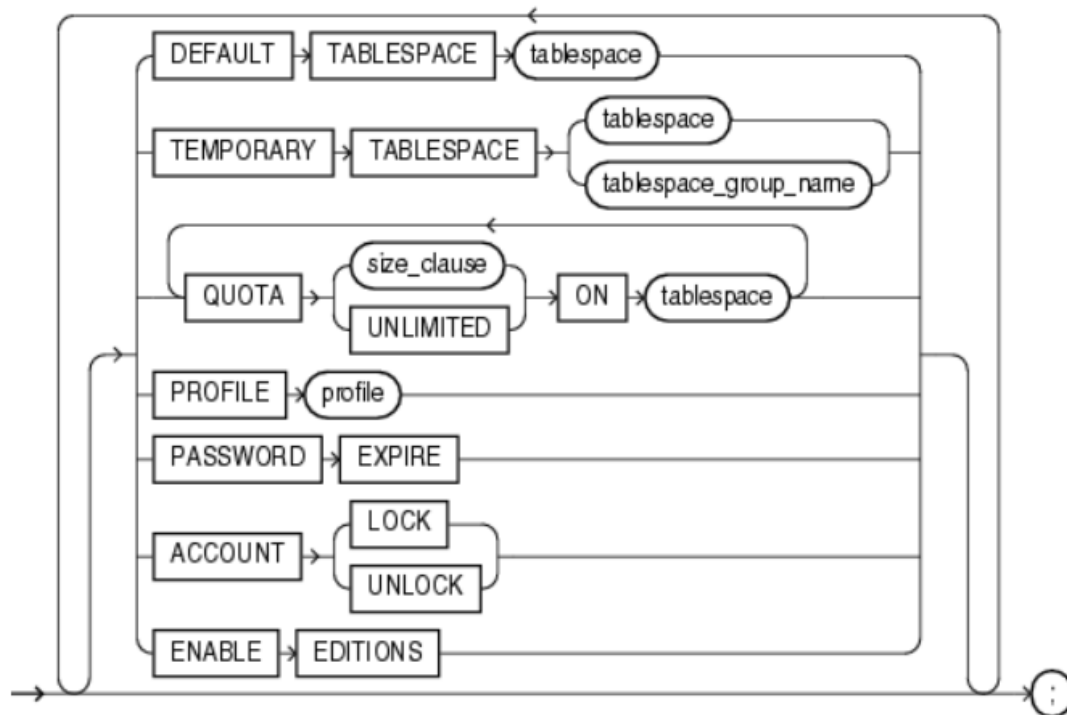 DEFAULT TABLESPACE tablespace
tablespace
TEMPORARY TABLESPACE
tablespace_group_name
size_clause
QUOTA ON tablespace
UNLIMITED
PROFILE profile
PASSWORD EXPIRE
LOCK
ACCOUNT
UNLOCK
ENABLE EDITIONS
;